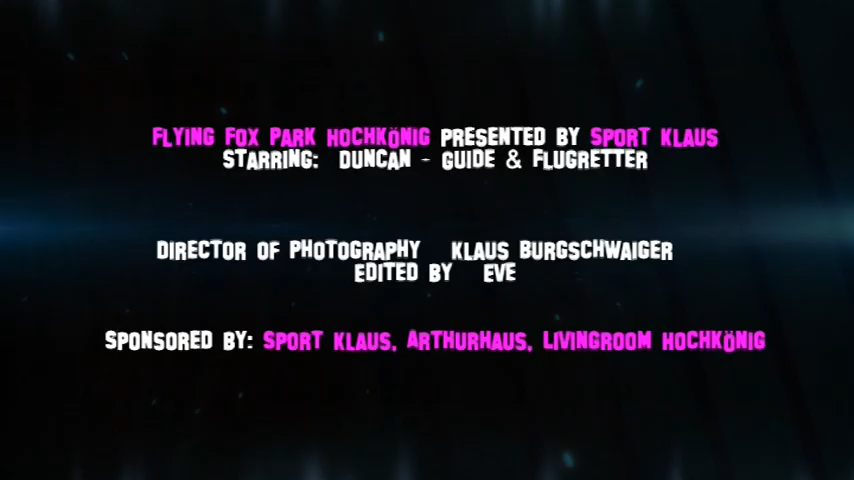 FLYING FOX PARK HOCHKÖNIG PRESENTED BY SPORT KLAUS
STARRING: DUNCAN - GUIDE & FLUGRETTER
DIRECTOR OF PHOTOGRAPHY KLAUS BURGSCHWAIGER
EDITED BY EVE
SPONSORED BY: SPORT KLAUS, ARTHURHAUS, LIVINGROOM HOCHKÖNIG